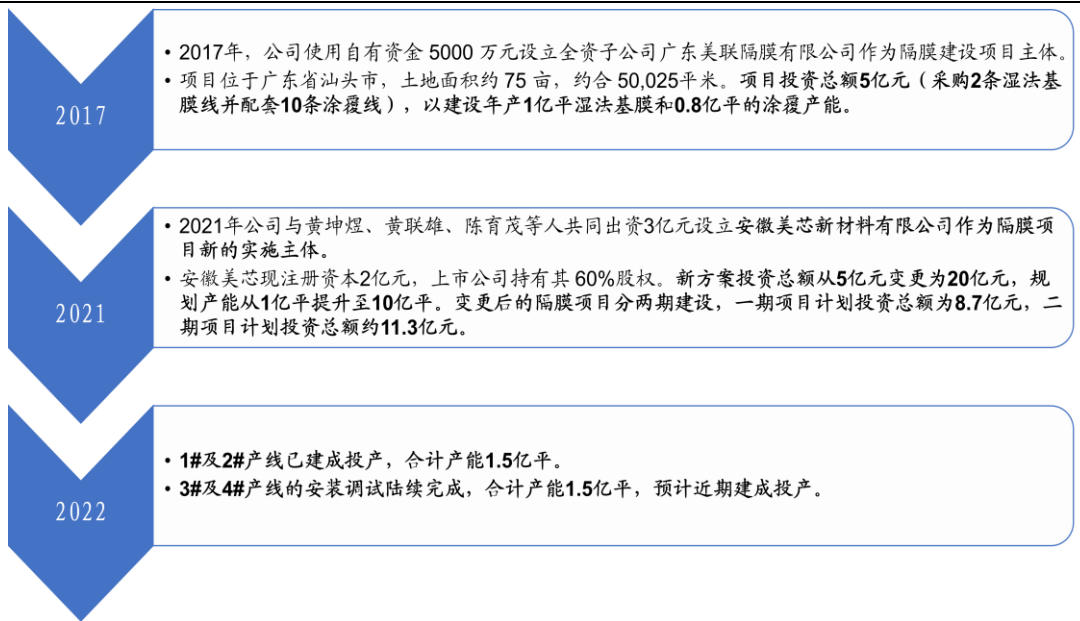 2017
• 2017年，公司使用自有资金 5000 万元设立全资子公司广东美联隔膜有限公司作为隔膜建设项目主体。
• 项目位于广东省汕头市，土地面积约 75 亩，约合 50,025平米。项目投资总额5亿元（采购2条湿法基
膜线并配套10条涂覆线），以建设年产1亿平湿法基膜和0.8亿平的涂覆产能。
2021
• 2021年公司与黄坤煜、黄联雄、陈育茂等人共同出资3亿元设立安徽美芯新材料有限公司作为隔膜项
目新的实施主体。
• 安徽美芯现注册资本2亿元，上市公司持有其 60%股权。新方案投资总额从5亿元变更为20亿元，规
划产能从1亿平提升至10亿平。变更后的隔膜项目分两期建设，一期项目计划投资总额为8.7亿元，二
期项目计划投资总额约11.3亿元。
2022
• 1#及2#产线已建成投产，合计产能1.5亿平。
• 3#及4#产线的安装调试陆续完成，合计产能1.5亿平，预计近期建成投产。